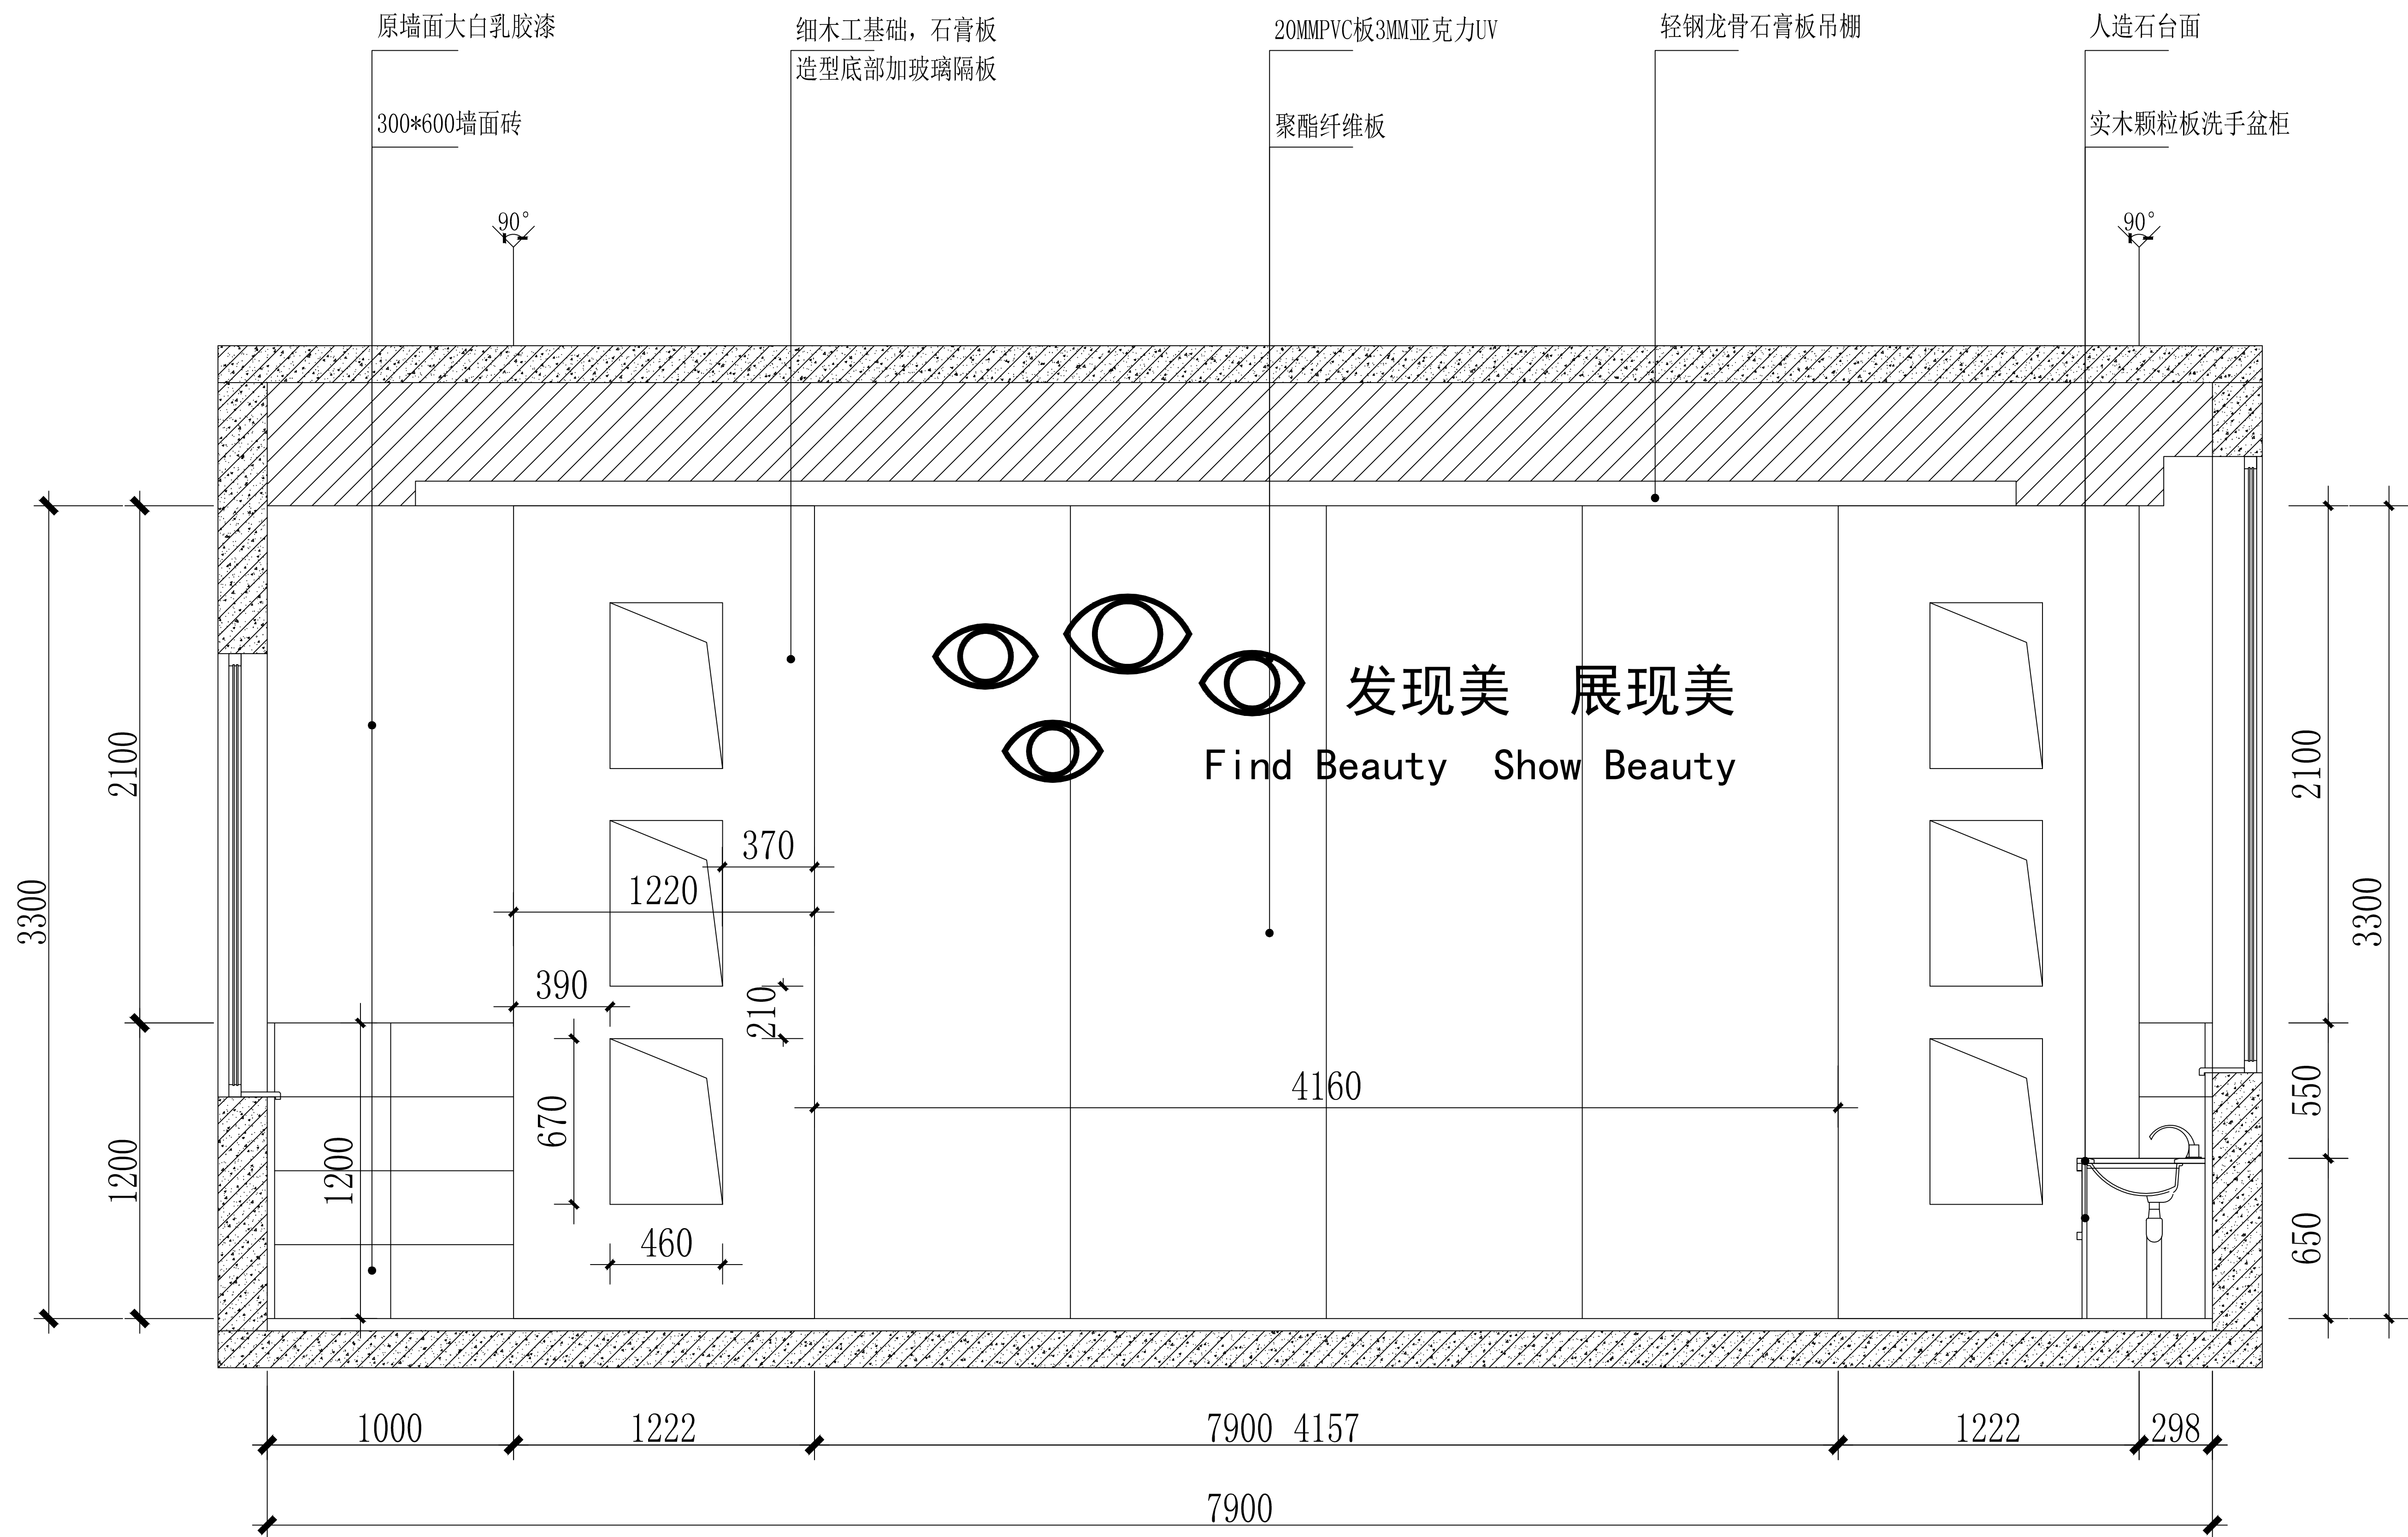 原墙面大白乳胶漆
细木工基础，石膏板
造型底部加玻璃隔板
20MMPVC板3MM亚克力UV
轻钢龙骨石膏板吊棚
人造石台面
300*600墙面砖
聚酯纤维板
实木颗粒板洗手盆柜
90°
90°
发现美 展现美
Find Beauty Show Beauty
3300
2100
1200
1200
370
1220
390
210
670
460
4160
2100
550
650
3300
1000
1222
7900 4157
1222
298
7900